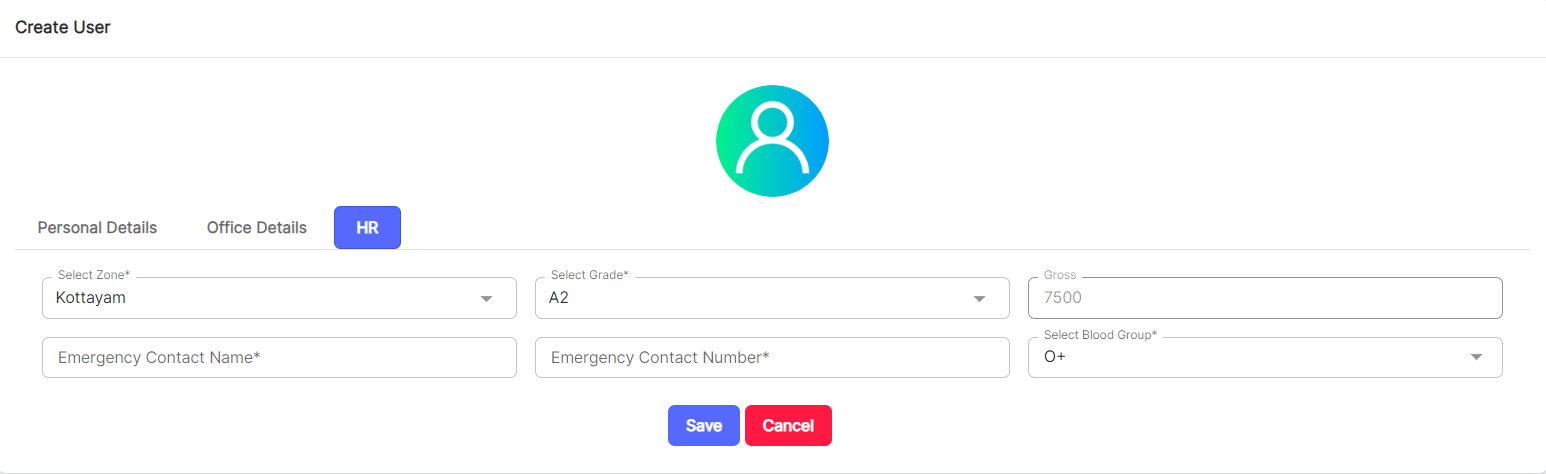 Create User
Personal Details Office Details HR
Select Zone* Select Grade* Gross
Kottayam A2 7500
Select Blood Group*
Emergency Contact Name* Emergency Contact Number* O+
Save Cancel